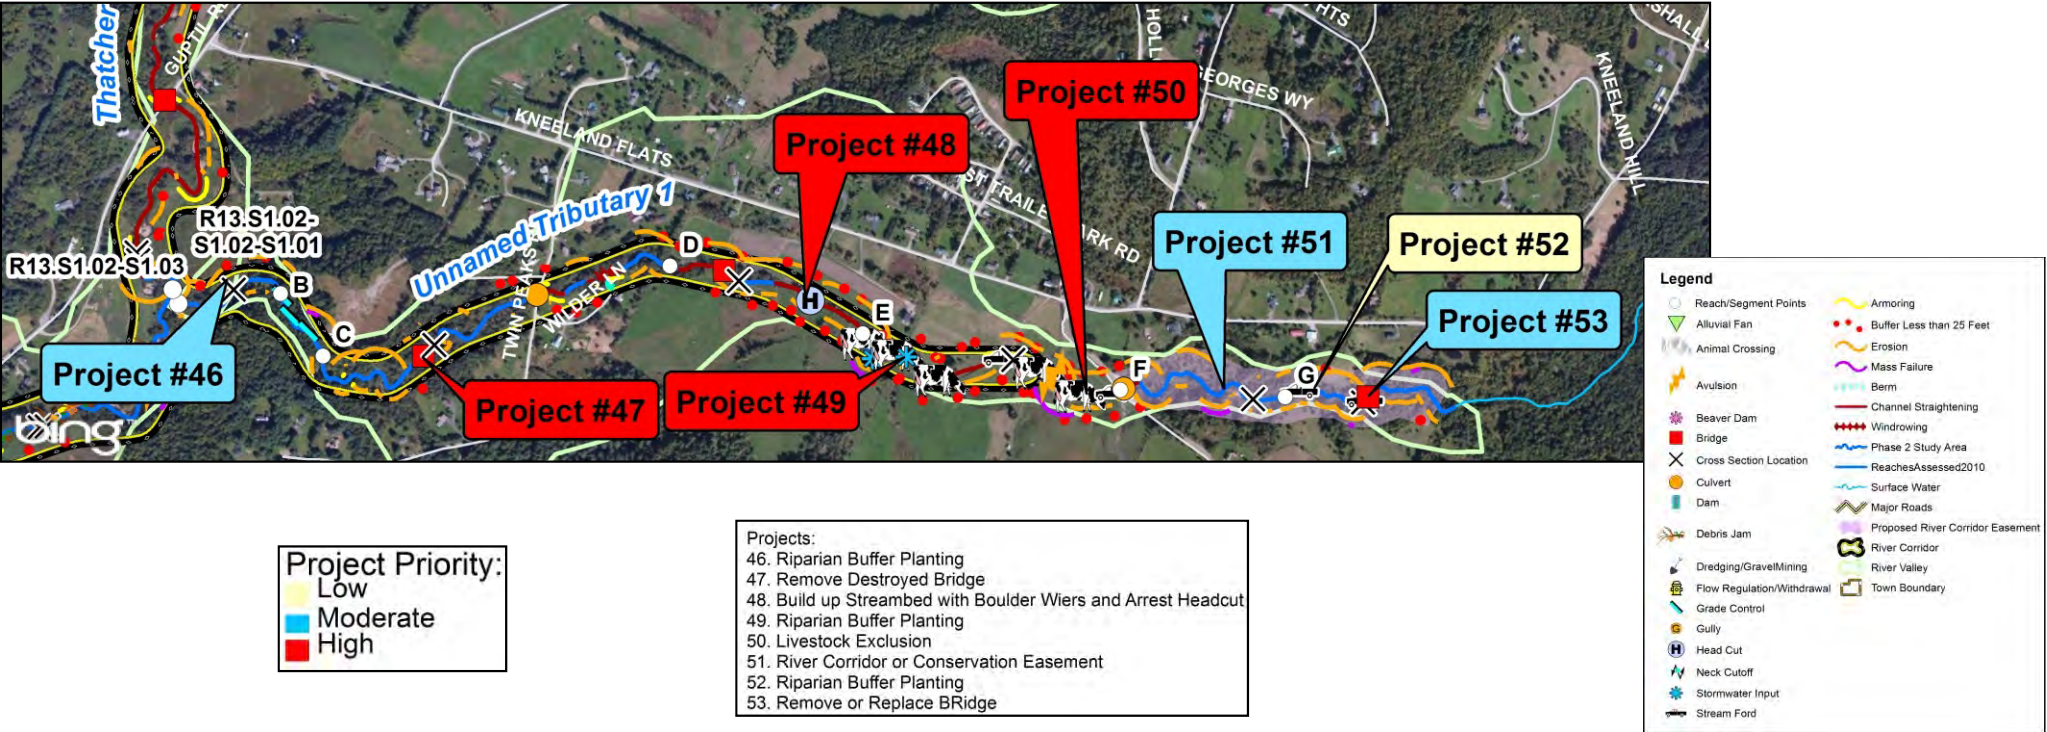 Thatcher
GUPTIL R
HOLL
HTS
SHALL
GEORGES WY
KNEELAND HILL
KNEELAND FLATS
Project #50
Project #48
ST TRAILE
ARK RD
Unnamed Tributary 1
R13.S1.02-
S1.02-S1.01
R13.S1.02-S1.03
Project #51
Project #52
Project #53
TWIN PEAKS
WILDER LN
B
C
D
E
F
G
H
Project #46
Project #47
Project #49
bing
Legend
Reach/Segment Points
Alluvial Fan
Animal Crossing
Avulsion
Beaver Dam
Bridge
Cross Section Location
Culvert
Dam
Debris Jam
Dredging/GravelMining
Flow Regulation/Withdrawal
Grade Control
G Gully
H Head Cut
Neck Cutoff
Stormwater Input
Stream Ford
Armoring
Buffer Less than 25 Feet
Erosion
Mass Failure
Berm
Channel Straightening
Windrowing
Phase 2 Study Area
ReachesAssessed2010
Surface Water
Major Roads
Proposed River Corridor Easement
River Corridor
River Valley
Town Boundary
Project Priority:
Low
Moderate
High
Projects:
46. Riparian Buffer Planting
47. Remove Destroyed Bridge
48. Build up Streambed with Boulder Wiers and Arrest Headcut
49. Riparian Buffer Planting
50. Livestock Exclusion
51. River Corridor or Conservation Easement
52. Riparian Buffer Planting
53. Remove or Replace BRidge